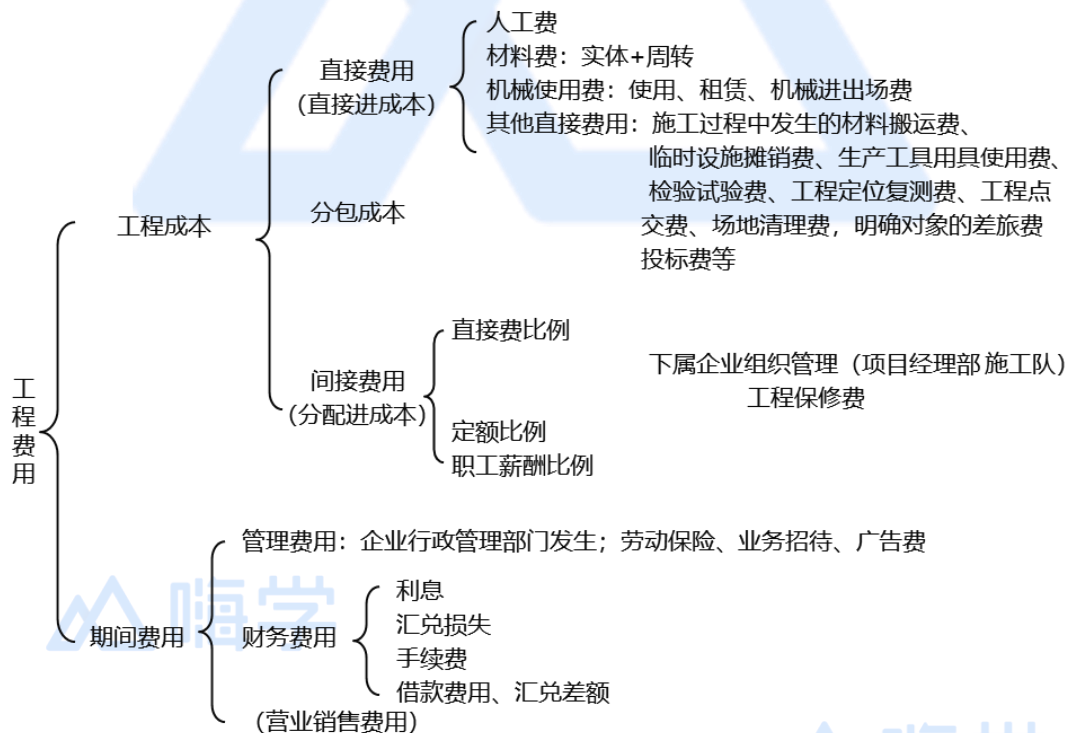 人工费
材料费：实体+周转
直接费用
（直接进成本）
机械使用费：使用、租赁、机械进出场费
其他直接费用：施工过程中发生的材料搬运费、
临时设施摊销费、生产工具用具使用费、
检验试验费、工程定位复测费、工程点
交费、场地清理费，明确对象的差旅费
投标费等
分包成本
工程成本
直接费比例
下属企业组织管理（项目经理部 施工队）
工程保修费
间接费用
（分配进成本）
定额比例
职工薪酬比例
工程费用
管理费用：企业行政管理部门发生；劳动保险、业务招待、广告费
期间费用
财务费用
利息
汇兑损失
手续费
借款费用、汇兑差额
（营业销售费用）
嗨学